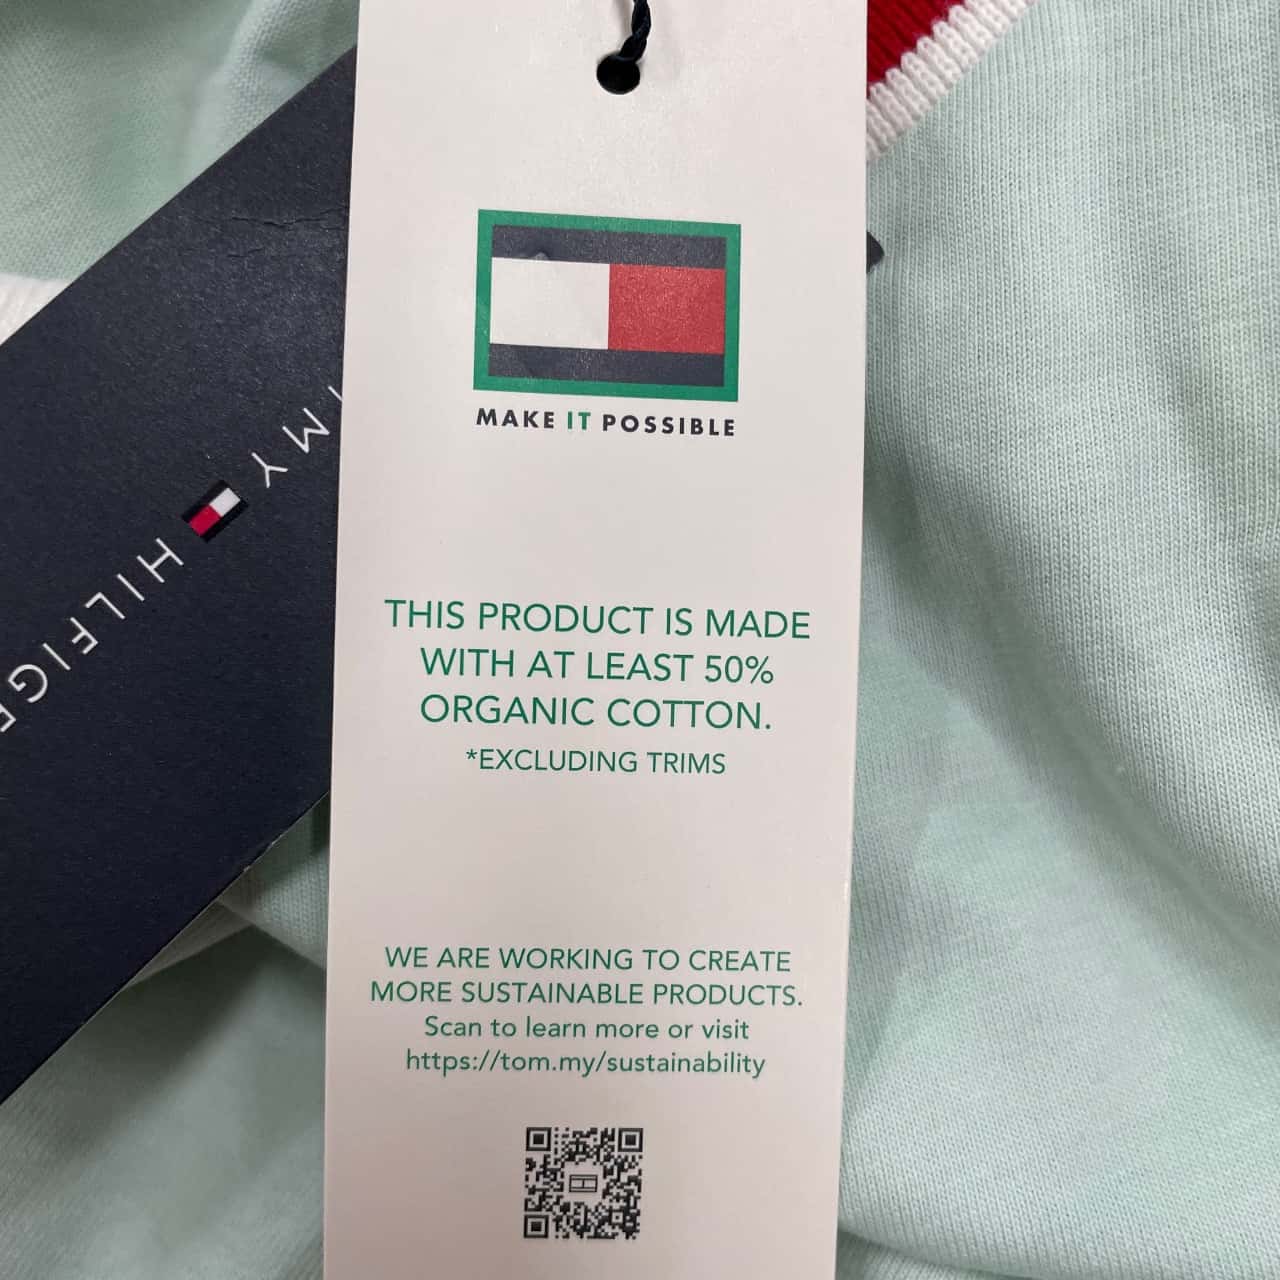 MAKE IT POSSIBLE
THIS PRODUCT IS MADE
WITH AT LEAST 50%
ORGANIC COTTON.
*EXCLUDING TRIMS
WE ARE WORKING TO CREATE
MORE SUSTAINABLE PRODUCTS.
Scan to learn more or visit
https://tom.my/sustainability